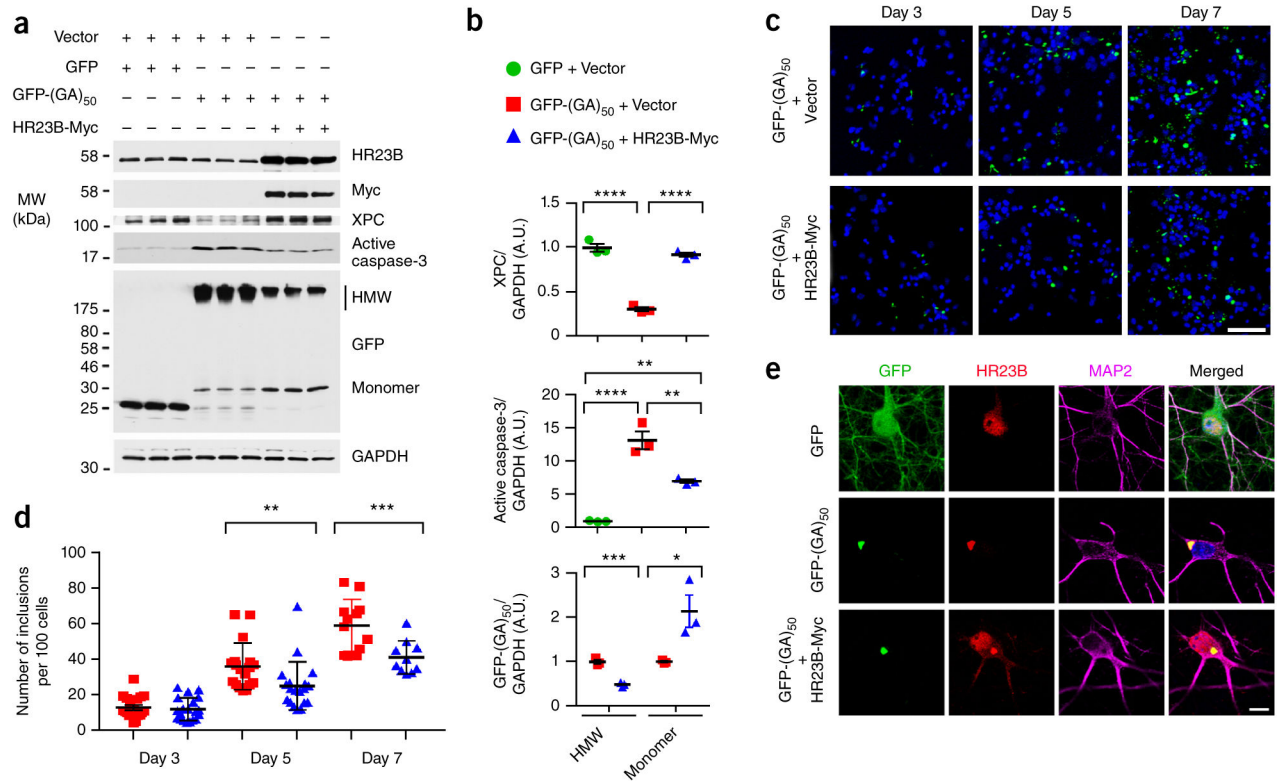 a
Vector + + + + + + − − −
GFP + + + − − − − − −
GFP-(GA)50 − − − + + + + + +
HR23B-Myc − − − − − − + + +
MW
(kDa)
58
HR23B
58
Myc
100
XPC
17
Active
caspase-3
175
HMW
80
58
GFP
46
30
Monomer
25
30
GAPDH
b
GFP + Vector
GFP-(GA)50 + Vector
GFP-(GA)50 + HR23B-Myc
**** ****
XPC/
GAPDH (A.U.)
1.5
1.0
0.5
0
**
**** **
Active caspase-3/
GAPDH (A.U.)
20
15
10
5
0
*** *
GFP-(GA)50/
GAPDH (A.U.)
3
2
1
0
HMW
Monomer
c
Day 3 Day 5 Day 7
GFP-(GA)50
+
Vector
GFP-(GA)50
+
HR23B-Myc
d
** ***
Number of inclusions
per 100 cells
100
80
60
40
20
0
Day 3 Day 5 Day 7
e
GFP HR23B MAP2 Merged
GFP
GFP-(GA)50
GFP-(GA)50
+
HR23B-Myc